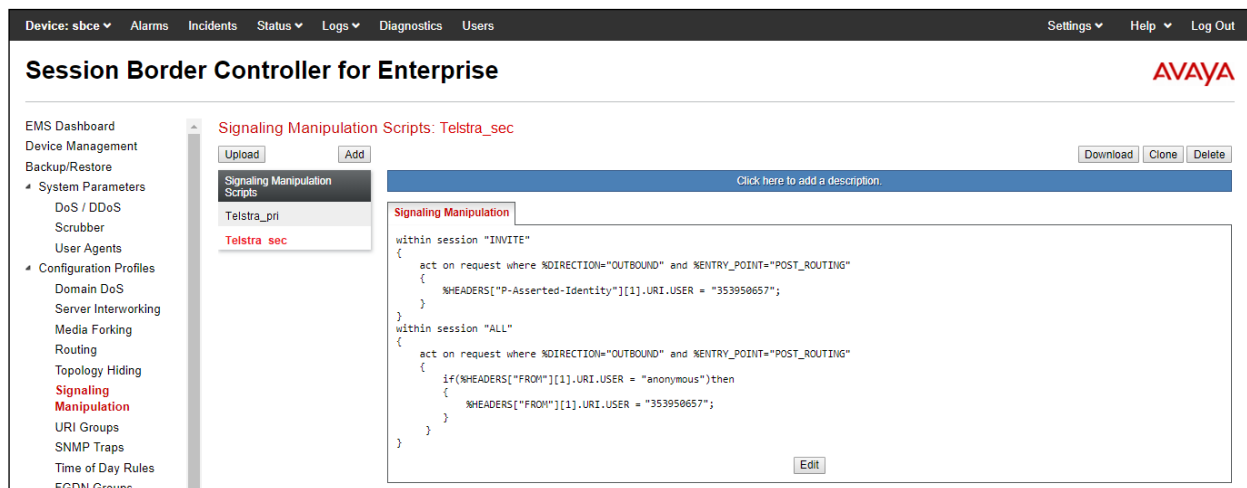 Device: sbce Alarms Incidents Status Logs Diagnostics Users Settings Help Log Out
Session Border Controller for Enterprise
AVAYA
EMS Dashboard
Device Management
Backup/Restore
System Parameters
DoS / DDoS
Scrubber
User Agents
Configuration Profiles
Domain DoS
Server Interworking
Media Forking
Routing
Topology Hiding
Signaling
Manipulation
URI Groups
SNMP Traps
Time of Day Rules
FGDN Groups
Signaling Manipulation Scripts: Telstra_sec
Upload Add
Download Clone Delete
Signaling Manipulation
Scripts
Telstra_pri
Telstra_sec
Click here to add a description.
Signaling Manipulation
within session "INVITE"
{
act on request where %DIRECTION="OUTBOUND" and %ENTRY_POINT="POST_ROUTING"
{
%HEADERS["P-Asserted-Identity"][1].URI.USER = "353950657";
}
}
within session "ALL"
{
act on request where %DIRECTION="OUTBOUND" and %ENTRY_POINT="POST_ROUTING"
{
if(%HEADERS["FROM"][1].URI.USER = "anonymous")then
{
%HEADERS["FROM"][1].URI.USER = "353950657";
}
}
}
Edit